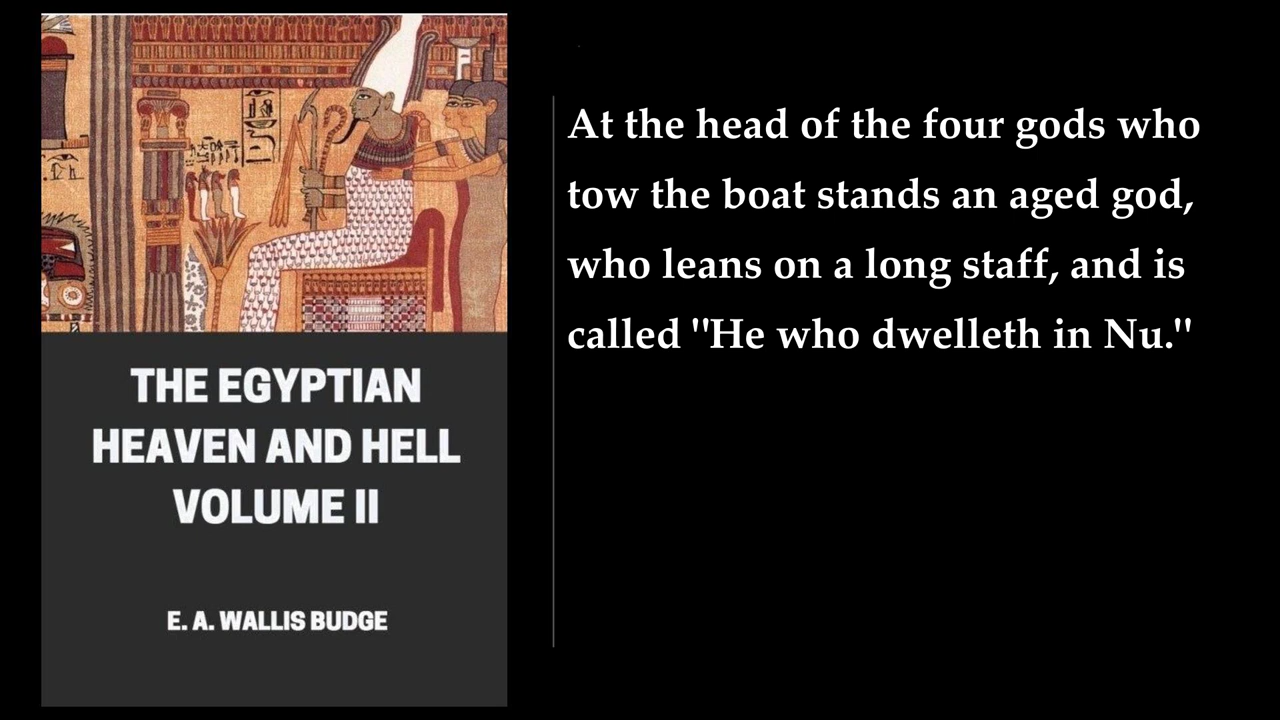 THE EGYPTIAN
HEAVEN AND HELL
VOLUME II
E. A. WALLIS BUDGE
At the head of the four gods who
tow the boat stands an aged god,
who leans on a long staff, and is
called "He who dwelleth in Nu."